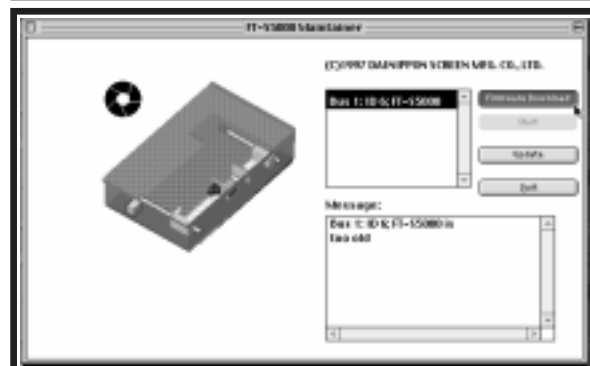 FT-S5000 Maintainer
(C)1997 DAINIPPON SCREEN MFG. CO., LTD.
Bus 1: ID 6; FT-S5000
Firmware Download
Start
Update
Quit
Message:
Bus 1: ID 6; FT-S5000 is
too old